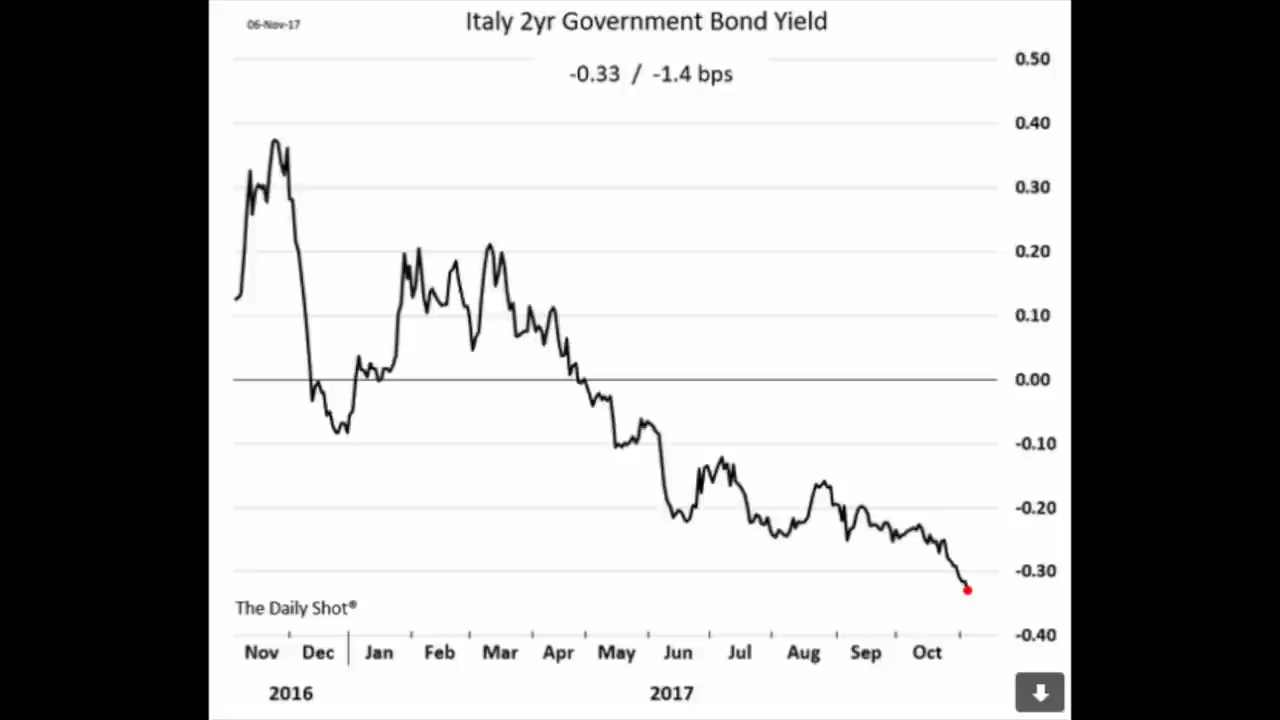 06-Nov-17
Italy 2yr Government Bond Yield
-0.33 / -1.4 bps
0.50
0.40
0.30
0.20
0.10
0.00
-0.10
-0.20
-0.30
-0.40
The Daily Shot®
Nov Dec Jan Feb Mar Apr May Jun Jul Aug Sep Oct
2016 2017